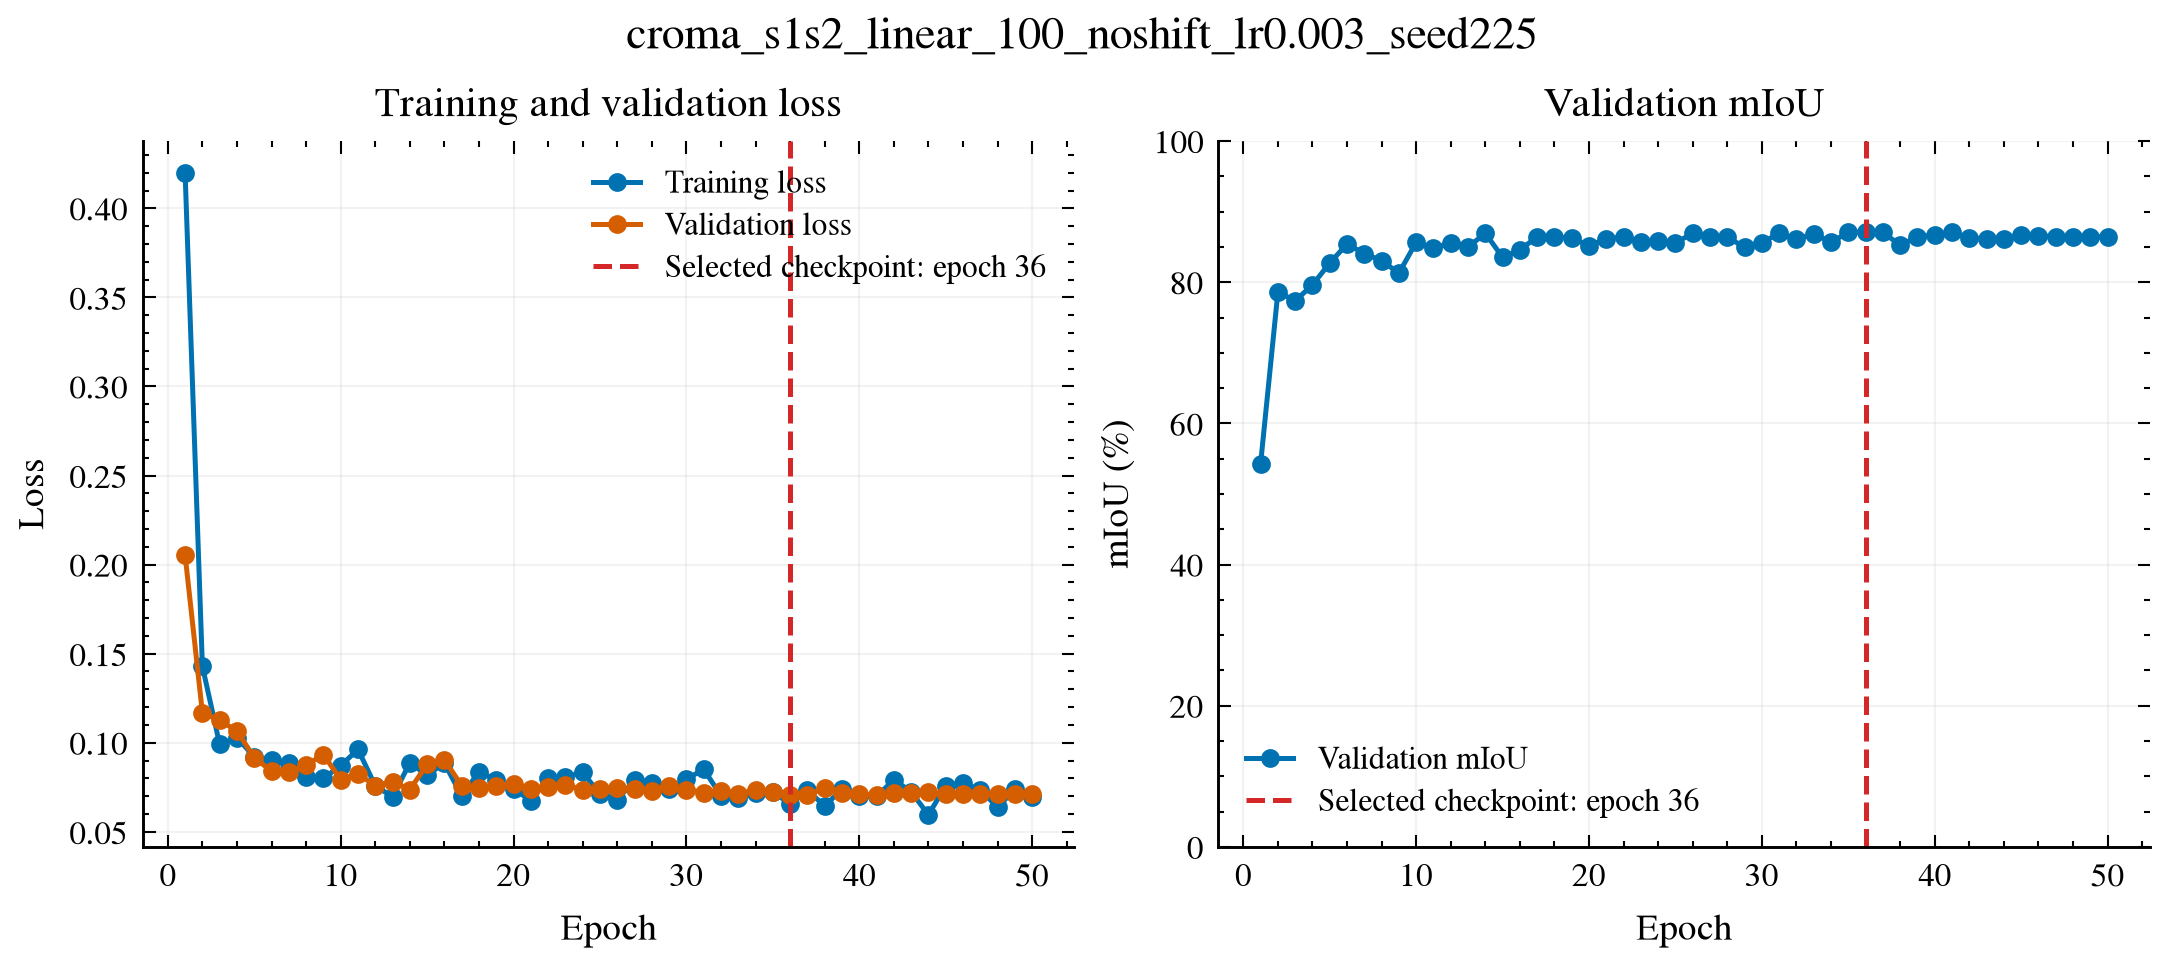 croma_s1s2_linear_100_noshift_lr0.003_seed225
Training and validation loss
Loss
0.40
0.35
0.30
0.25
0.20
0.15
0.10
0.05
Training loss
Validation loss
Selected checkpoint: epoch 36
0 10 20 30 40 50
Epoch
Validation mIoU
mIoU (%)
100
80
60
40
20
0
Validation mIoU
Selected checkpoint: epoch 36
0 10 20 30 40 50
Epoch